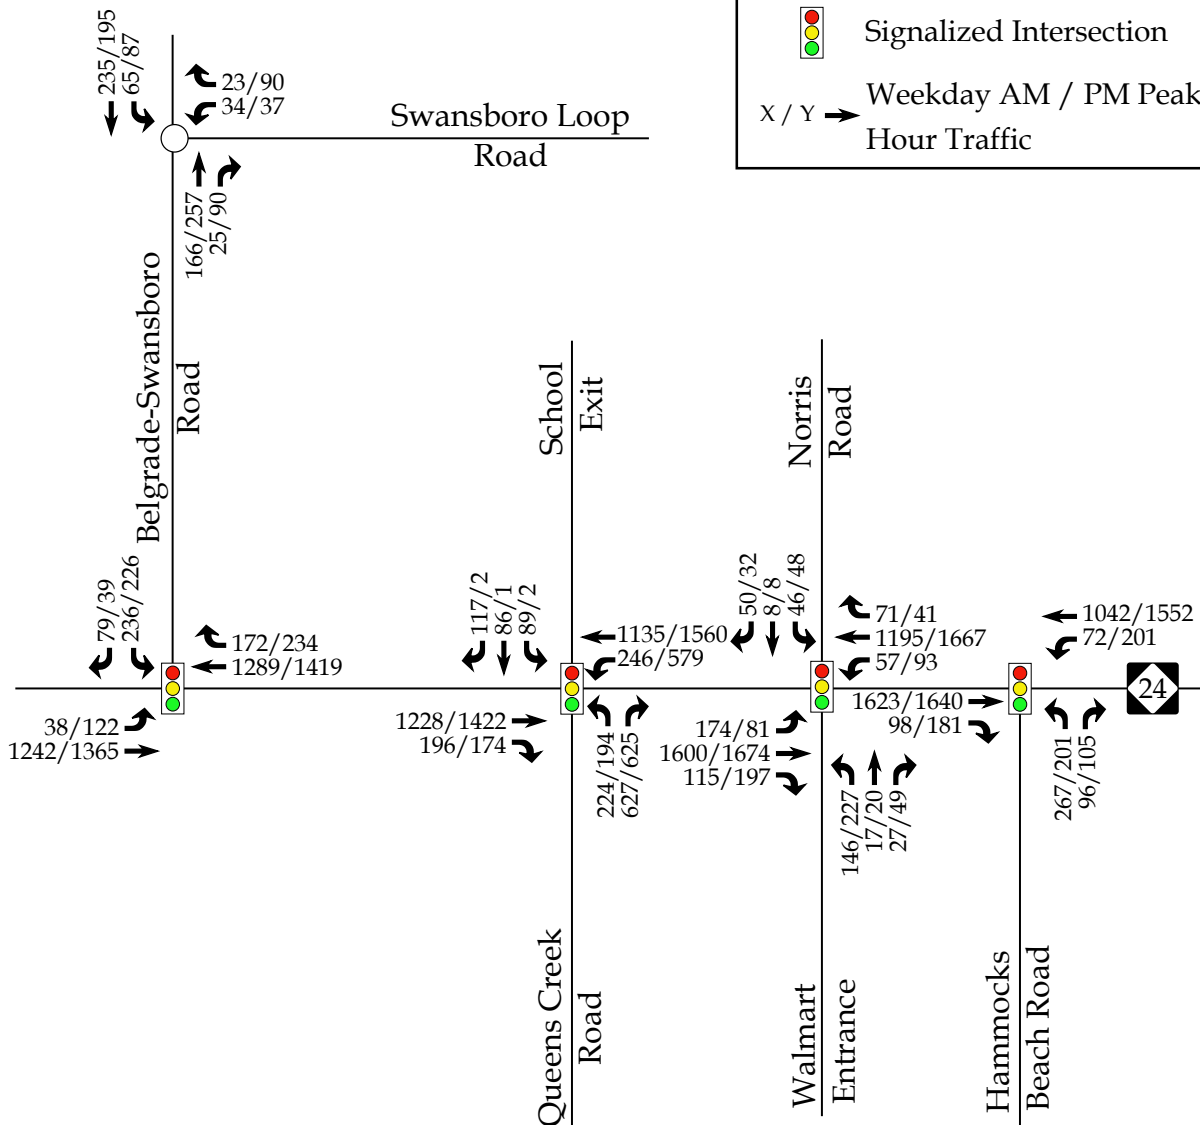 Signalized Intersection
X / Y
Weekday AM / PM Peak
Hour Traffic
235/195
65/87
23/90
34/37
Swansboro Loop
Road
166/257
25/90
Belgrade-Swansboro
Road
School
Exit
Norris
Road
79/39
236/226
172/234
1289/1419
38/122
1242/1365
117/2
86/1
89/2
1135/1560
246/579
1228/1422
196/174
224/194
627/625
50/32
8/8
46/48
71/41
1195/1667
57/93
174/81
1600/1674
115/197
146/227
17/20
27/49
1042/1552
72/201
1623/1640
98/181
267/201
96/105
24
Queens Creek
Road
Walmart
Entrance
Hammocks
Beach Road